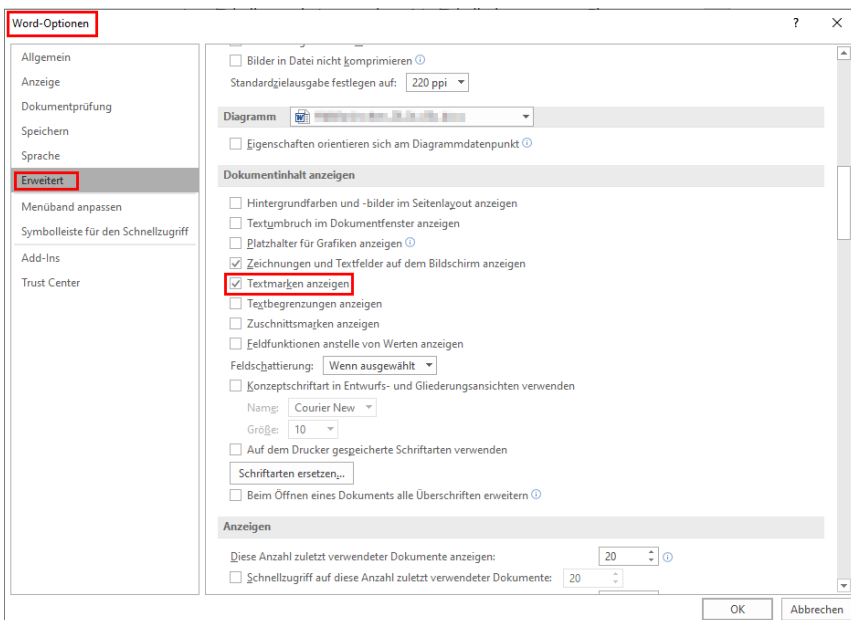 Word-Optionen ? ×
Allgemein
Anzeige
Dokumentprüfung
Speichern
Sprache
Erweitert
Menüband anpassen
Symbolleiste für den Schnellzugriff
Add-Ins
Trust Center
Bilder in Datei nicht komprimieren
Standardzielausgabe festlegen auf: 220 ppi
Diagramm
Eigenschaften orientieren sich am Diagrammdatenpunkt
Dokumentinhalt anzeigen
Hintergrundfarben und -bilder im Seitenlayout anzeigen
Textumbruch im Dokumentfenster anzeigen
Platzhalter für Grafiken anzeigen
Zeichnungen und Textfelder auf dem Bildschirm anzeigen
Textmarken anzeigen
Textbegrenzungen anzeigen
Zuschnittsmarken anzeigen
Feldfunktionen anstelle von Werten anzeigen
Feldschattierung: Wenn ausgewählt
Konzeptschriftart in Entwurfs- und Gliederungsansichten verwenden
Name: Courier New
Größe: 10
Auf dem Drucker gespeicherte Schriftarten verwenden
Schriftarten ersetzen...
Beim Öffnen eines Dokuments alle Überschriften erweitern
Anzeigen
Diese Anzahl zuletzt verwendeter Dokumente anzeigen: 20
Schnellzugriff auf diese Anzahl zuletzt verwendeter Dokumente: 20
OK Abbrechen